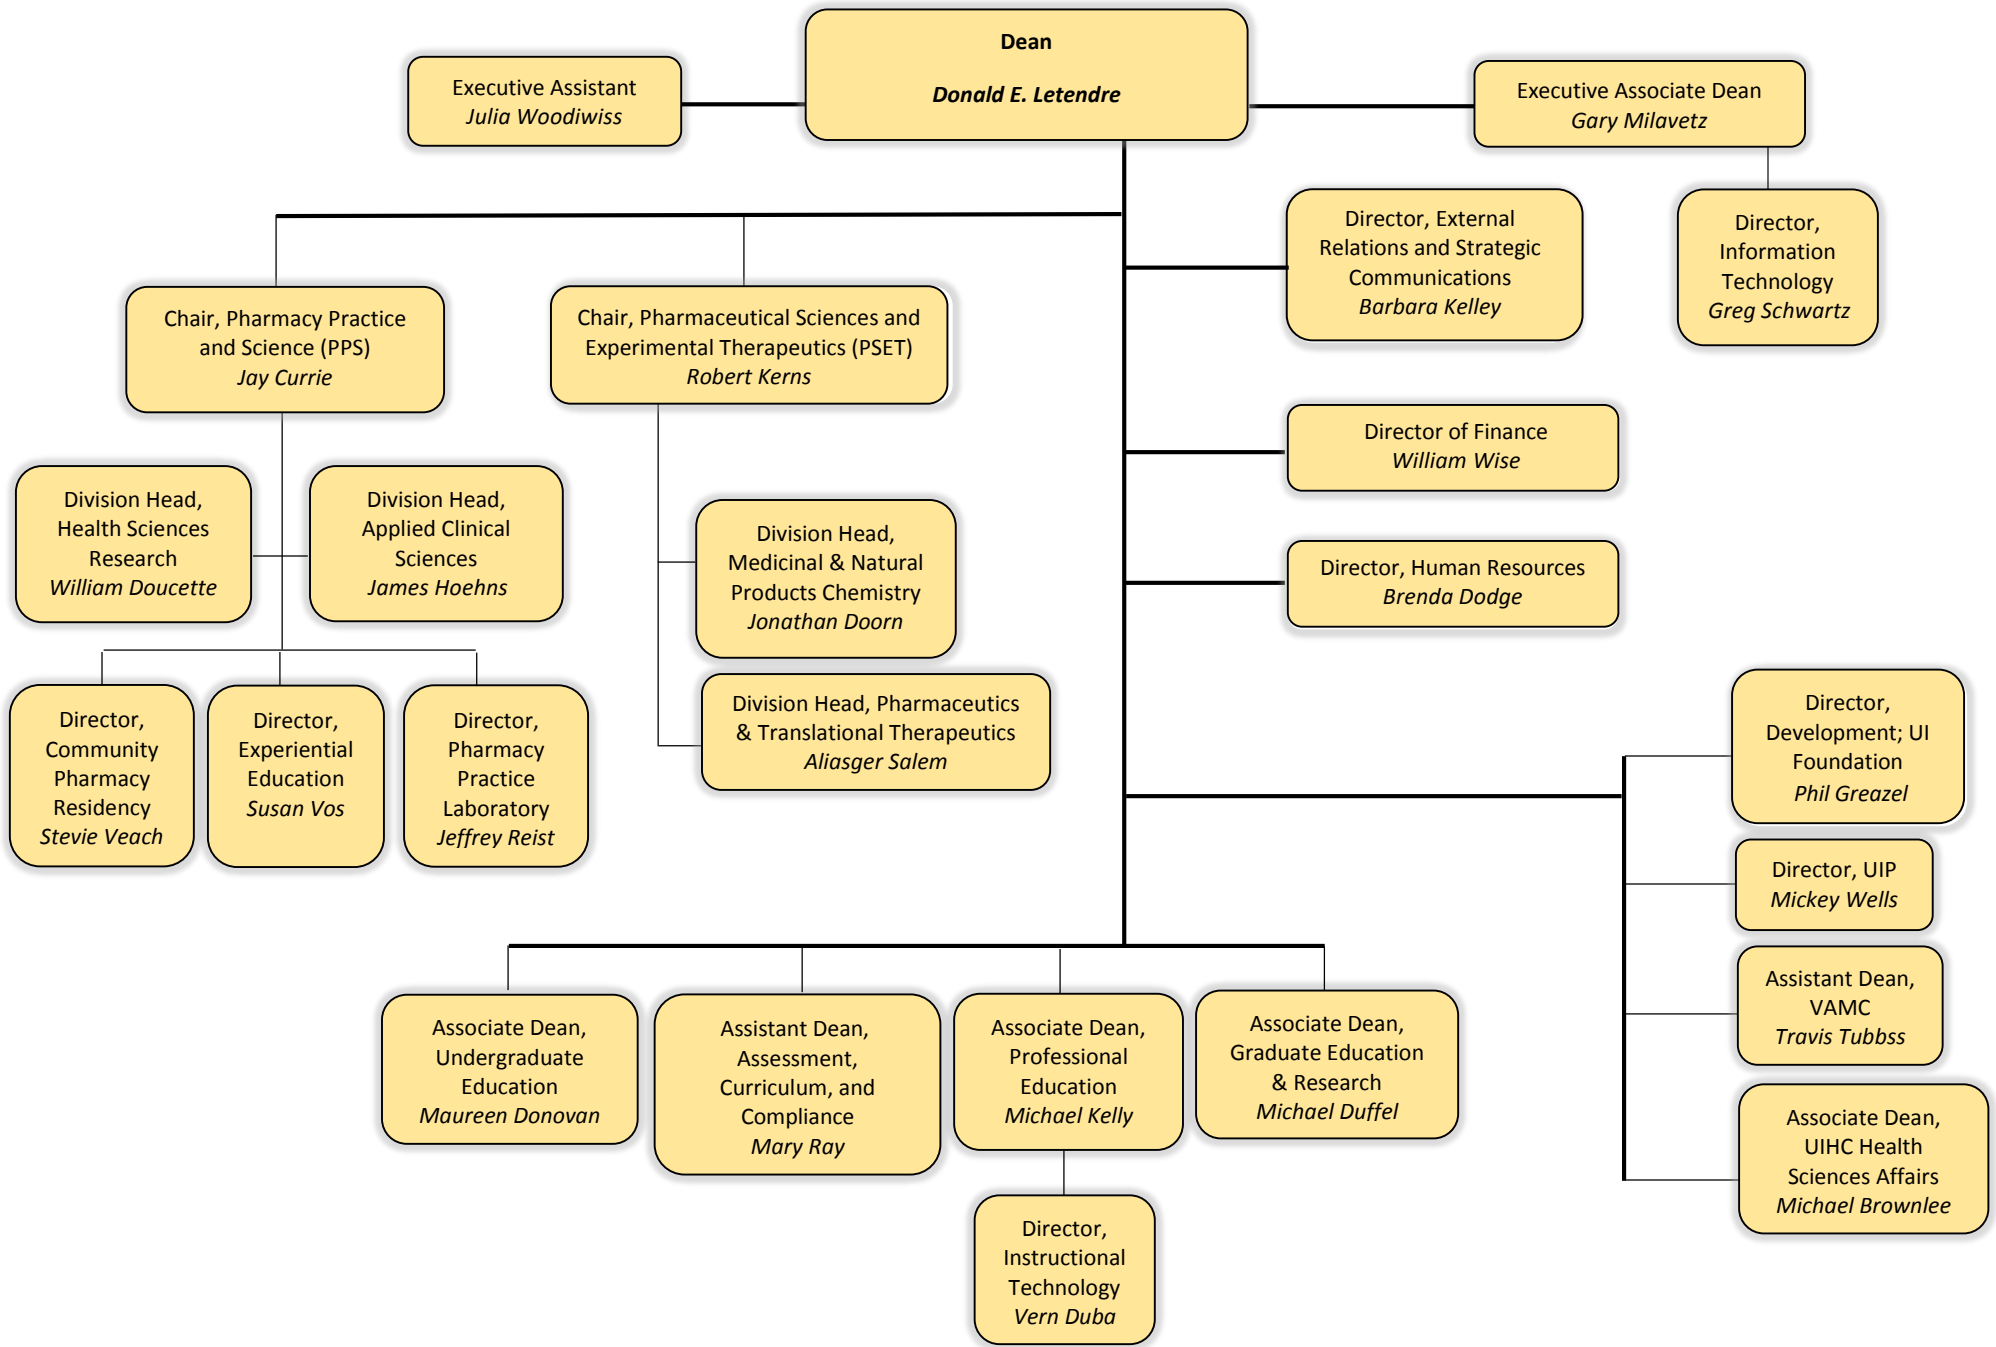 Dean
Donald E. Letendre
Executive Assistant
Julia Woodiwiss
Executive Associate Dean
Gary Milavetz
Director, External
Relations and Strategic
Communications
Barbara Kelley
Director,
Information
Technology
Greg Schwartz
Chair, Pharmacy Practice
and Science (PPS)
Jay Currie
Chair, Pharmaceutical Sciences and
Experimental Therapeutics (PSET)
Robert Kerns
Director of Finance
William Wise
Division Head,
Health Sciences
Research
William Doucette
Division Head,
Applied Clinical
Sciences
James Hoehns
Division Head,
Medicinal & Natural
Products Chemistry
Jonathan Doorn
Director, Human Resources
Brenda Dodge
Director,
Community
Pharmacy
Residency
Stevie Veach
Director,
Experiential
Education
Susan Vos
Director,
Pharmacy
Practice
Laboratory
Jeffrey Reist
Division Head, Pharmaceutics
& Translational Therapeutics
Aliasger Salem
Director,
Development; UI
Foundation
Phil Greazel
Director, UIP
Mickey Wells
Assistant Dean,
VAMC
Travis Tubbss
Associate Dean,
UIHC Health
Sciences Affairs
Michael Brownlee
Associate Dean,
Undergraduate
Education
Maureen Donovan
Assistant Dean,
Assessment,
Curriculum, and
Compliance
Mary Ray
Associate Dean,
Professional
Education
Michael Kelly
Associate Dean,
Graduate Education
& Research
Michael Duffel
Director,
Instructional
Technology
Vern Duba